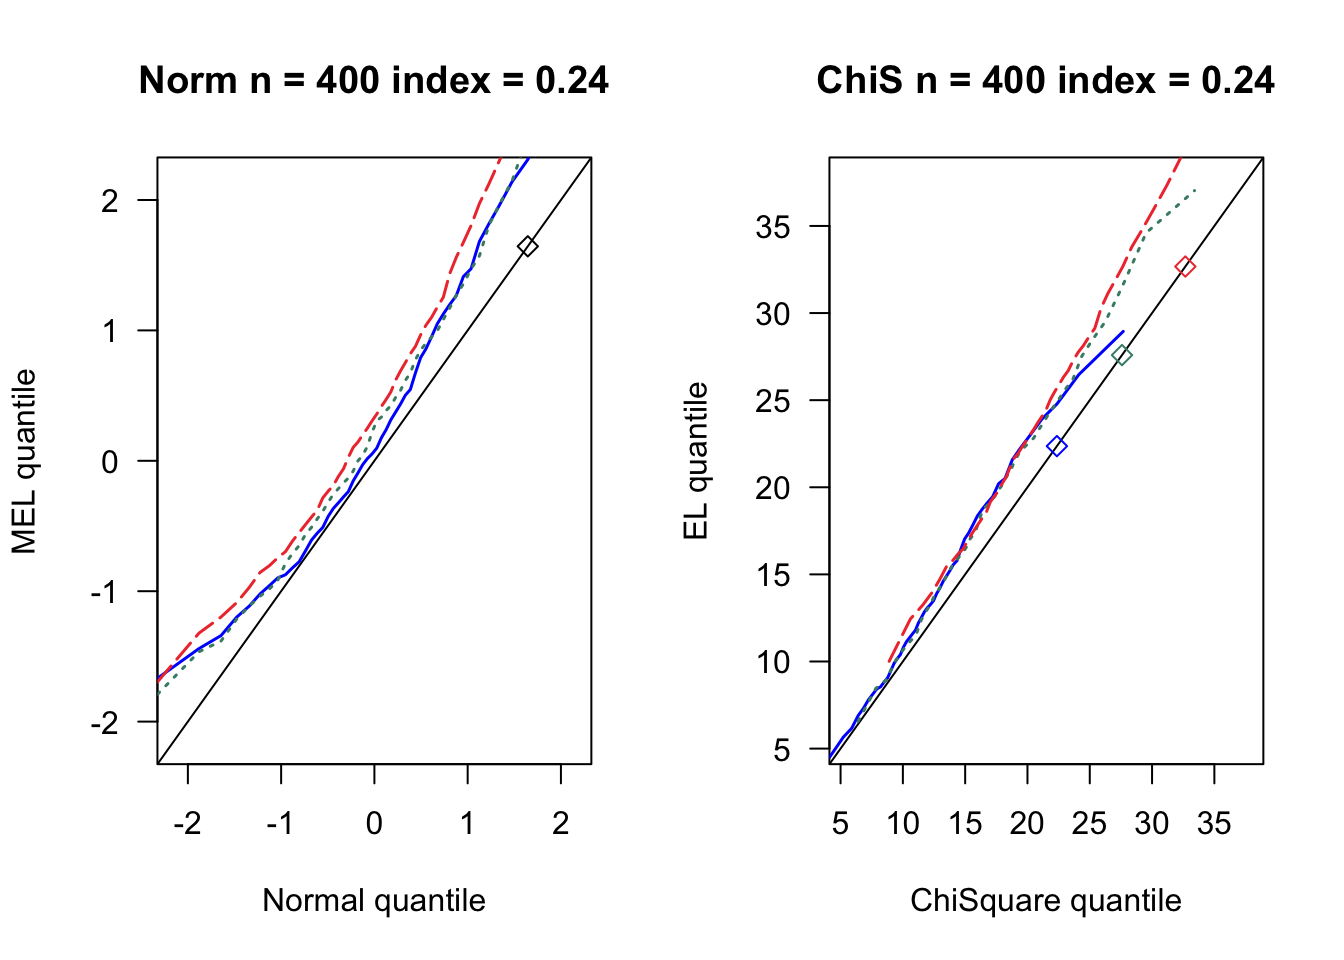 Norm n = 400 index = 0.24
MEL quantile
2
1
0
-1
-2
-2 -1 0 1 2
Normal quantile
ChiS n = 400 index = 0.24
EL quantile
35
30
25
20
15
10
5
5 10 15 20 25 30 35
ChiSquare quantile